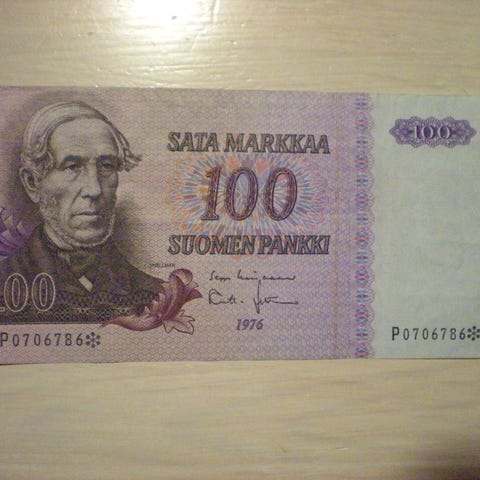 SATA MARKKAA
100
100
SUOMEN PANKKI
00
1976
P0706786*
P0706786*